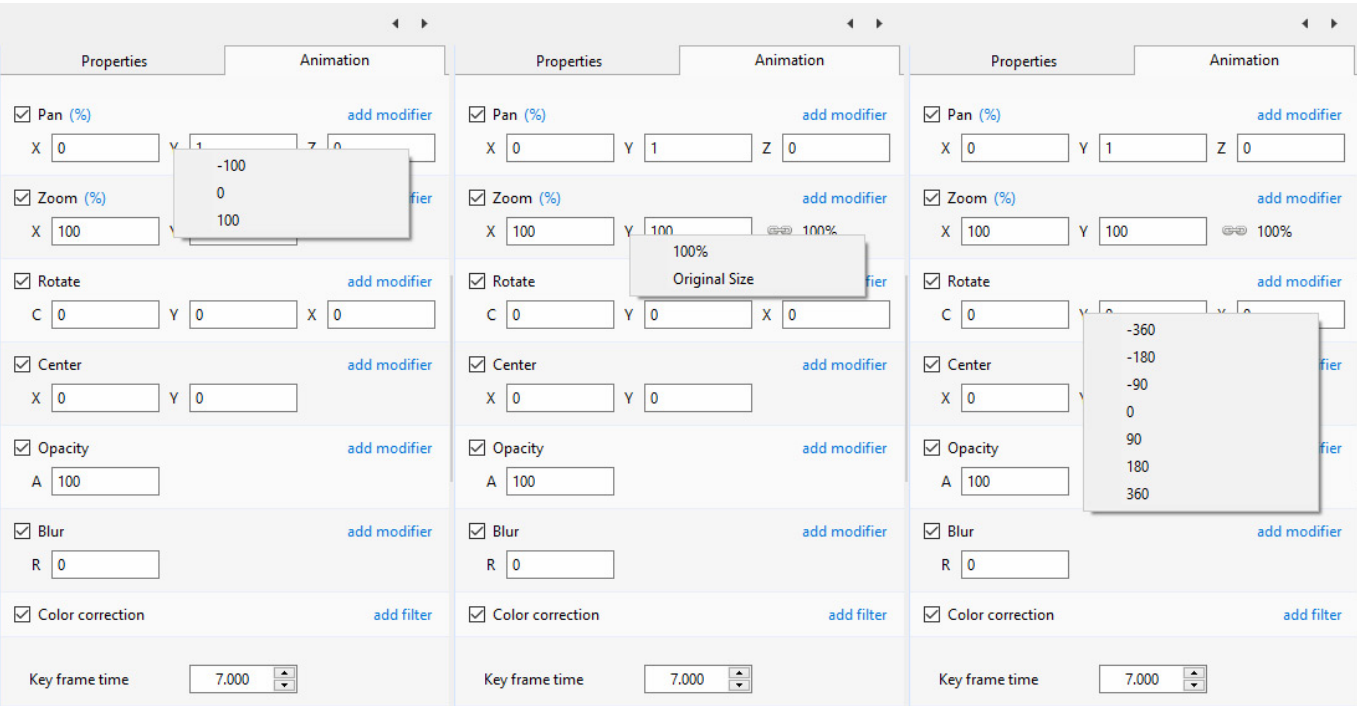 Properties Animation
Pan (%) add modifier
X 0 Y 1 Z 0
-100
0
100
Zoom (%)
X 100
Rotate add modifier
C 0 Y 0 X 0
Center add modifier
X 0 Y 0
Opacity add modifier
A 100
Blur add modifier
R 0
Color correction add filter
Key frame time 7.000
Properties Animation
Pan (%) add modifier
X 0 Y 1 Z 0
Zoom (%) add modifier
X 100 Y 100 100%
100%
Original Size
Rotate
C 0 Y 0 X 0
Center add modifier
X 0 Y 0
Opacity add modifier
A 100
Blur add modifier
R 0
Color correction add filter
Key frame time 7.000
Properties Animation
Pan (%) add modifier
X 0 Y 1 Z 0
Zoom (%) add modifier
X 100 Y 100 100%
Rotate add modifier
C 0
-360
-180
-90
0
90
180
360
Center
X 0
Opacity
A 100
Blur add modifier
R 0
Color correction add filter
Key frame time 7.000